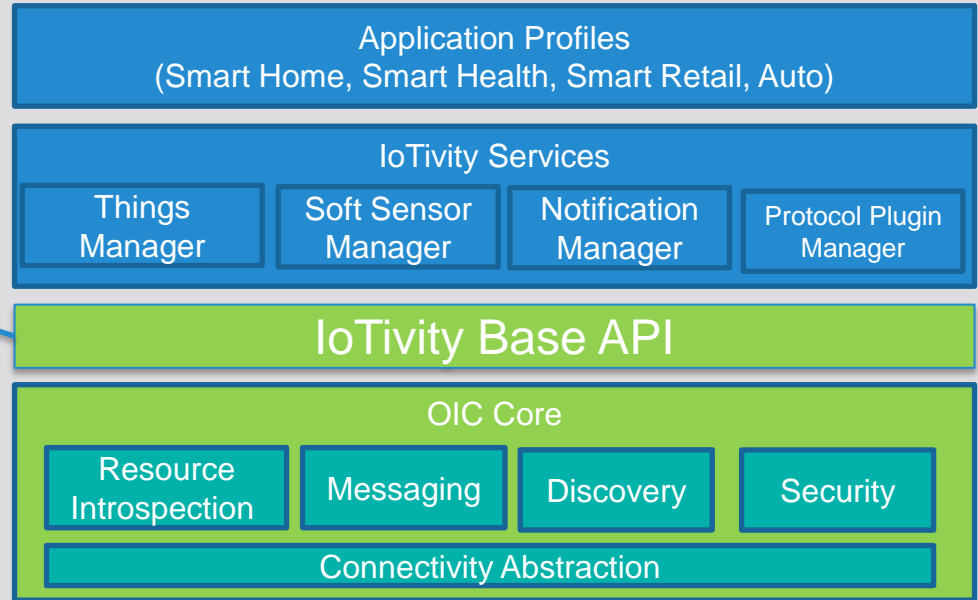 Application Profiles
(Smart Home, Smart Health, Smart Retail, Auto)
IoTivity Services
Things
Manager
Soft Sensor
Manager
Notification
Manager
Protocol Plugin
Manager
IoTivity Base API
OIC Core
Resource
Introspection
Messaging
Discovery
Security
Connectivity Abstraction